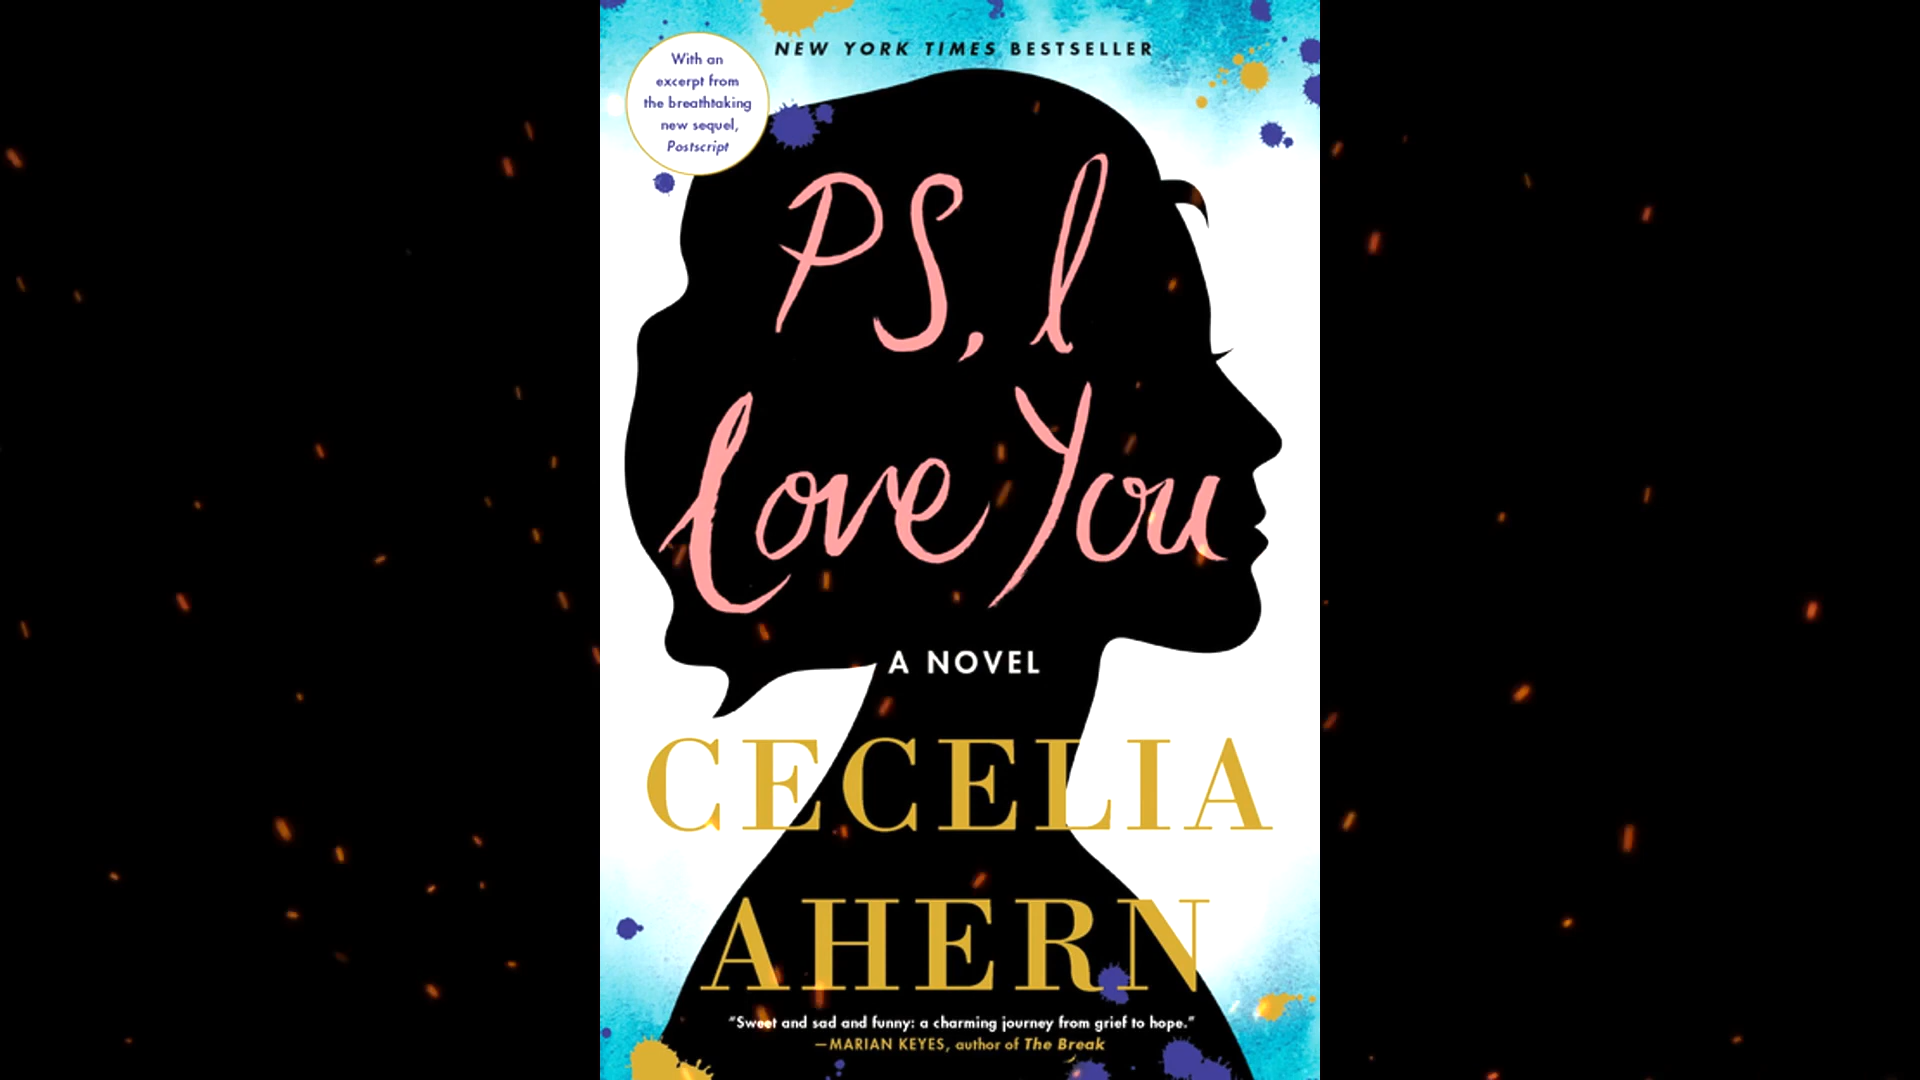 NEW YORK TIMES BESTSELLER
With an
excerpt from
the breathtaking
new sequel,
Postscript
PS, I
Love You
A NOVEL
CECELIA
AHERN
“Sweet and sad and funny: a charming journey from grief to hope.”
—MARIAN KEYES, author of The Break